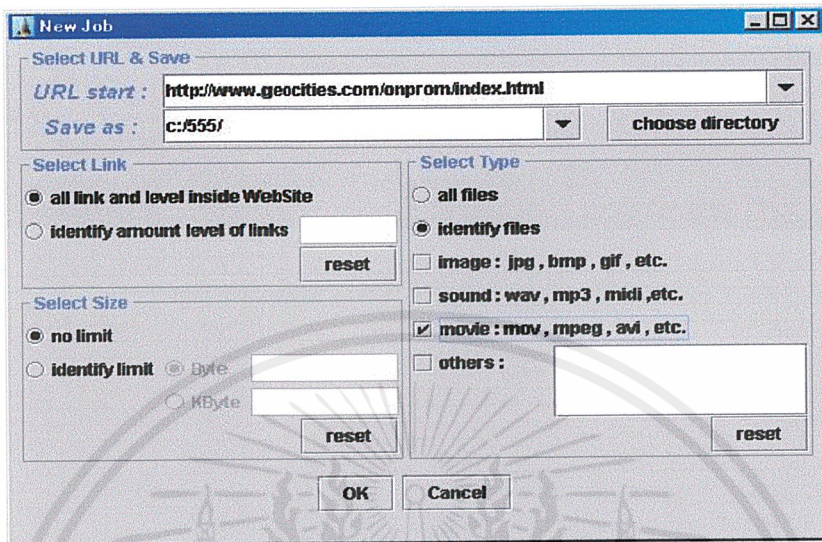 New Job
Select URL & Save
URL start : http://www.geocities.com/onprom/index.html
Save as : c:/555/ choose directory
Select Link
all link and level inside WebSite
identify amount level of links
reset
Select Size
no limit
identify limit Byte
KByte
reset
Select Type
all files
identify files
image : jpg , bmp , gif , etc.
sound : wav , mp3 , midi ,etc.
movie : mov , mpeg , avi , etc.
others :
reset
OK Cancel